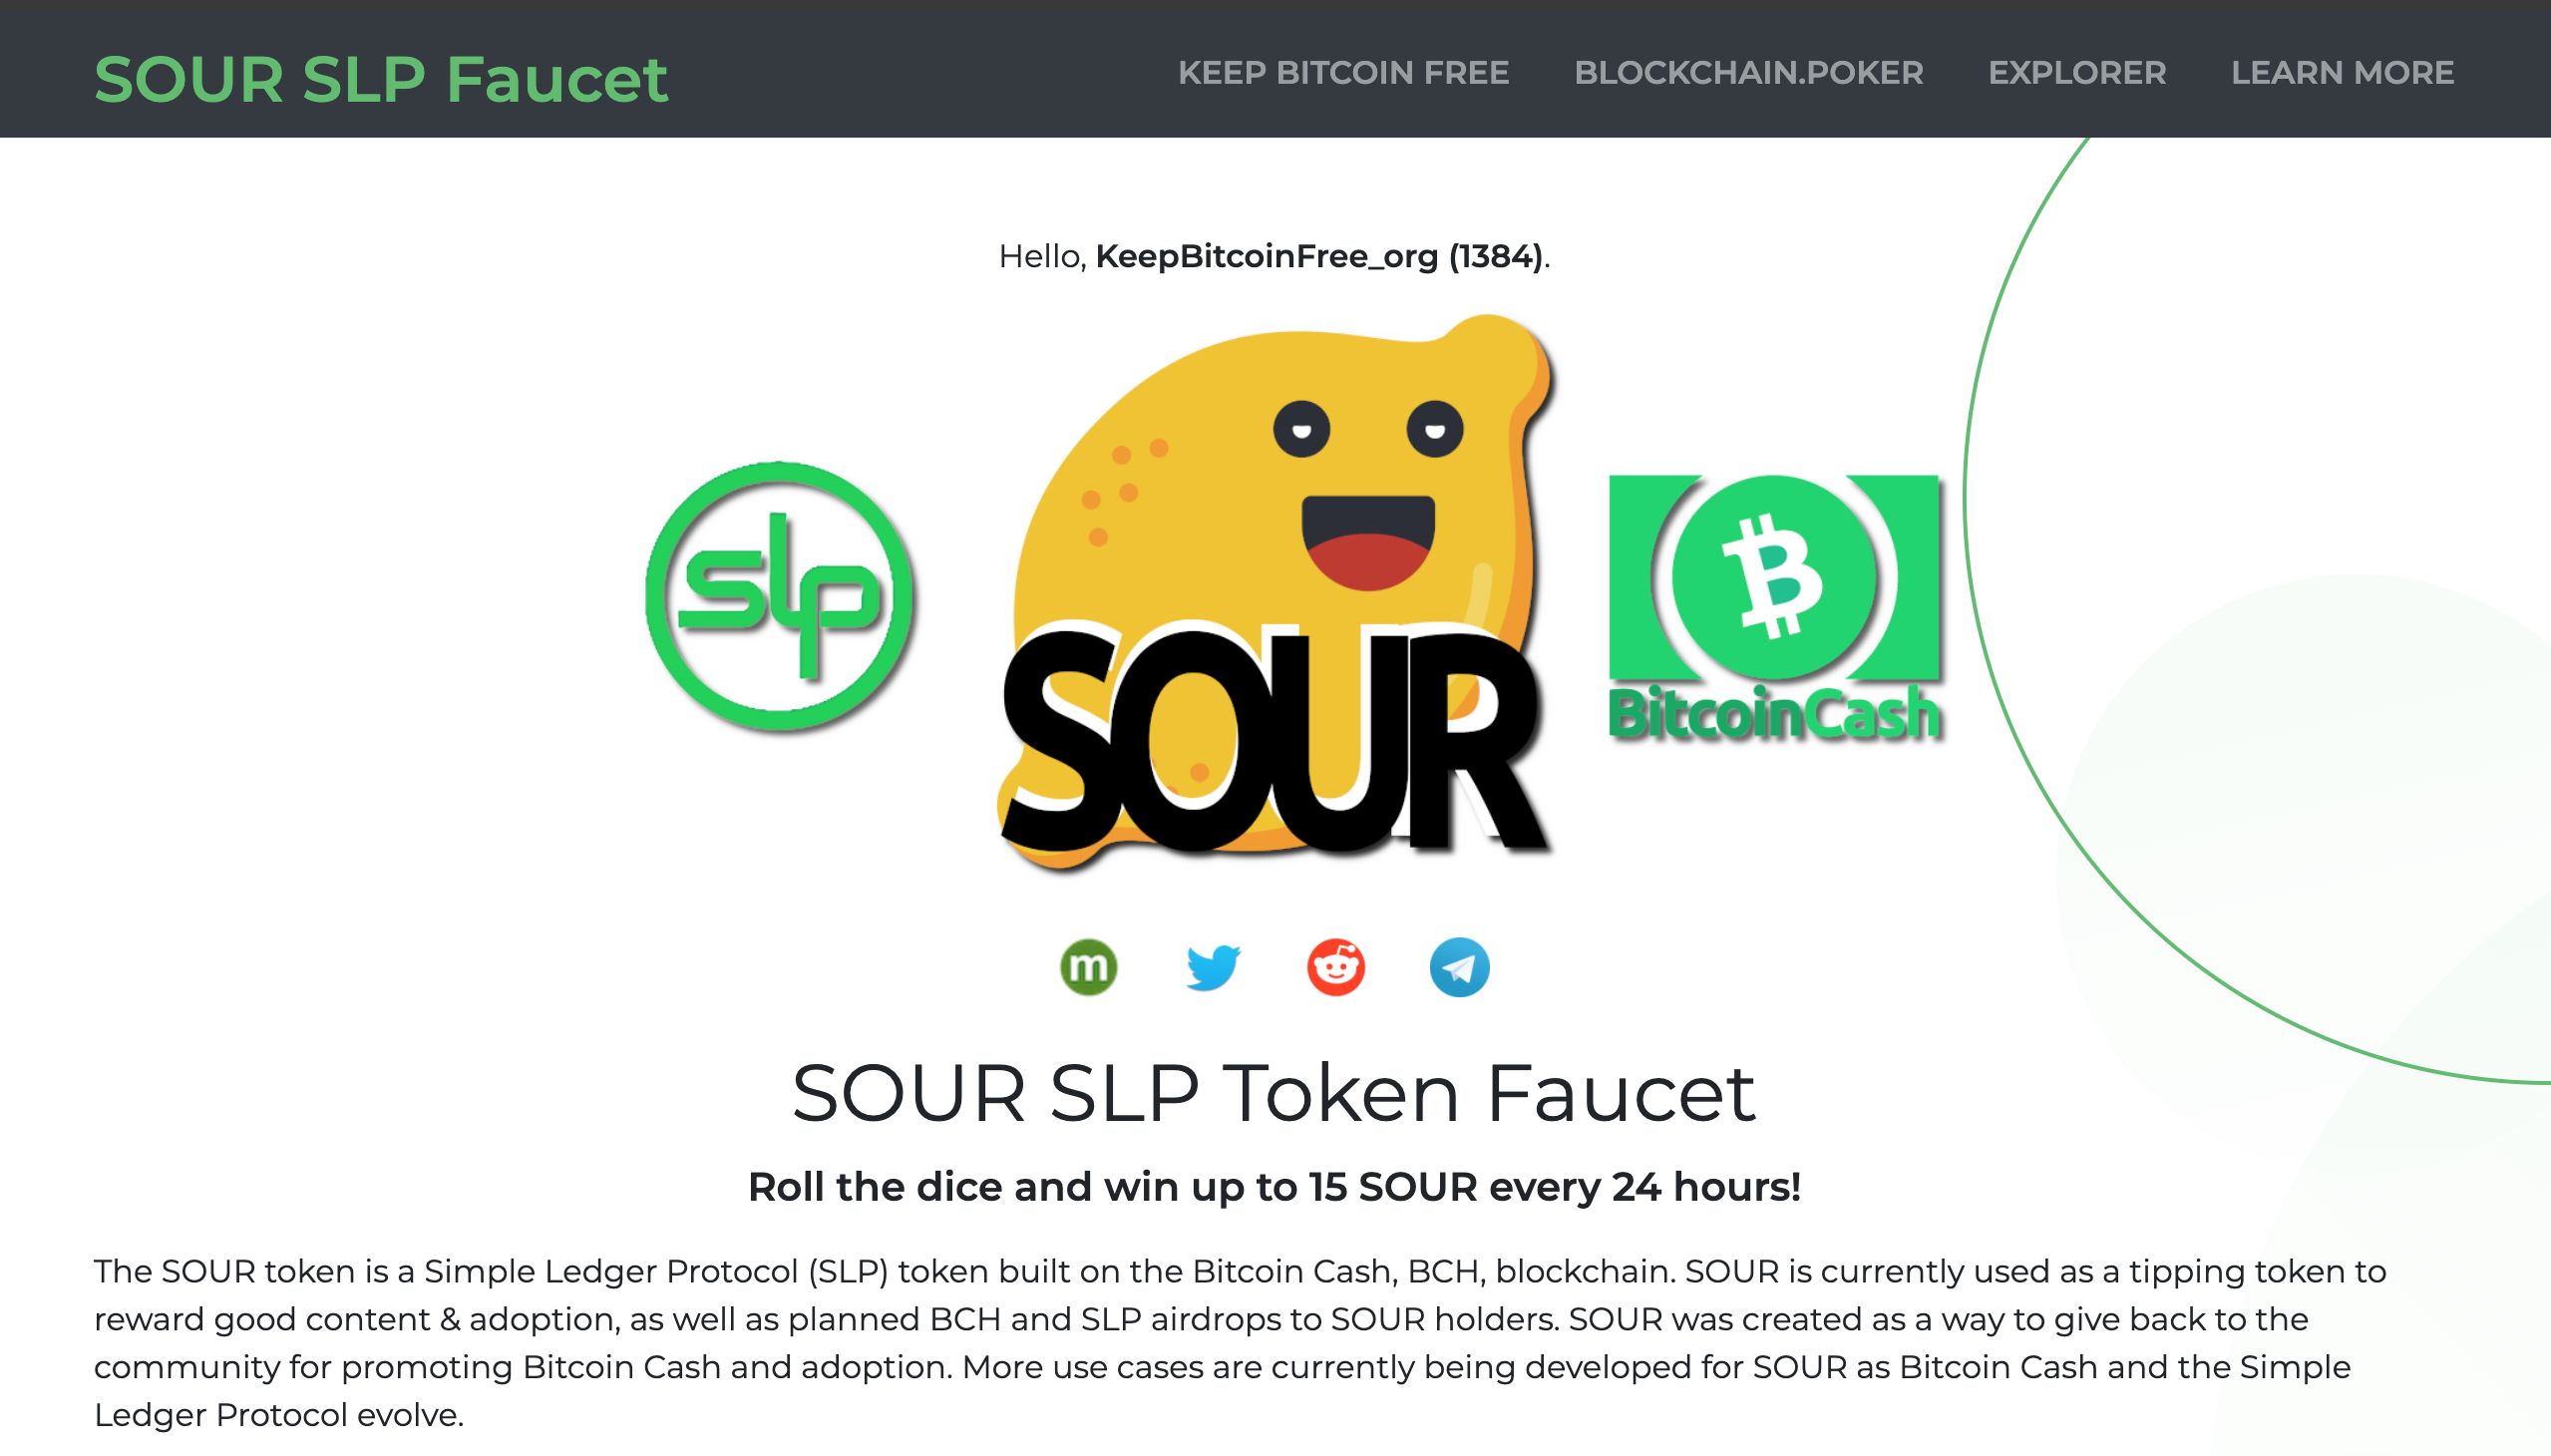 SOUR SLP Faucet
KEEP BITCOIN FREE
BLOCKCHAIN.POKER
EXPLORER
LEARN MORE
Hello, KeepBitcoinFree_org (1384).
slp
SOUR
BitcoinCash
m
SOUR SLP Token Faucet
Roll the dice and win up to 15 SOUR every 24 hours!
The SOUR token is a Simple Ledger Protocol (SLP) token built on the Bitcoin Cash, BCH, blockchain. SOUR is currently used as a tipping token to
reward good content & adoption, as well as planned BCH and SLP airdrops to SOUR holders. SOUR was created as a way to give back to the
community for promoting Bitcoin Cash and adoption. More use cases are currently being developed for SOUR as Bitcoin Cash and the Simple
Ledger Protocol evolve.